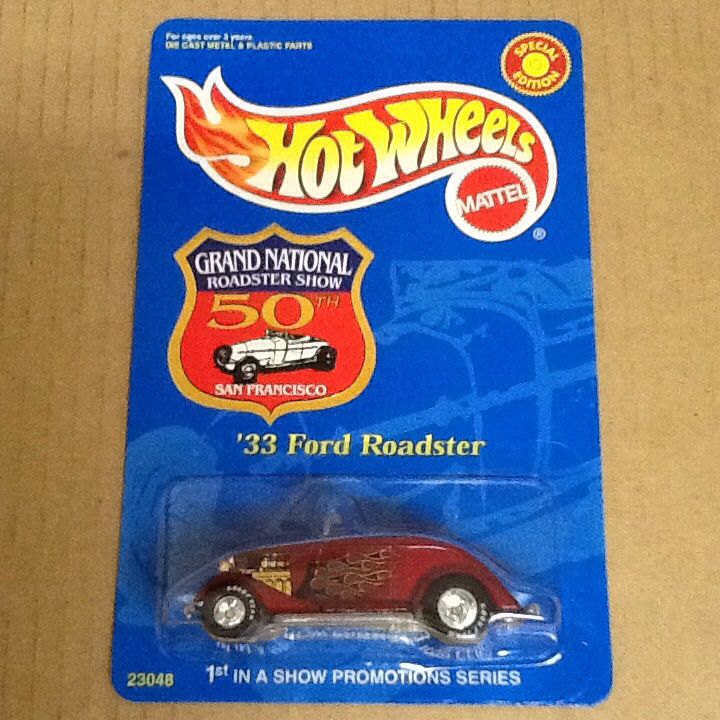 For ages over 3 years.
DIE CAST METAL & PLASTIC PARTS
SPECIAL
EDITION
Hot Wheels
MATTEL
®
GRAND NATIONAL
ROADSTER SHOW
50TH
SAN FRANCISCO
'33 Ford Roadster
23048
1st IN A SHOW PROMOTIONS SERIES